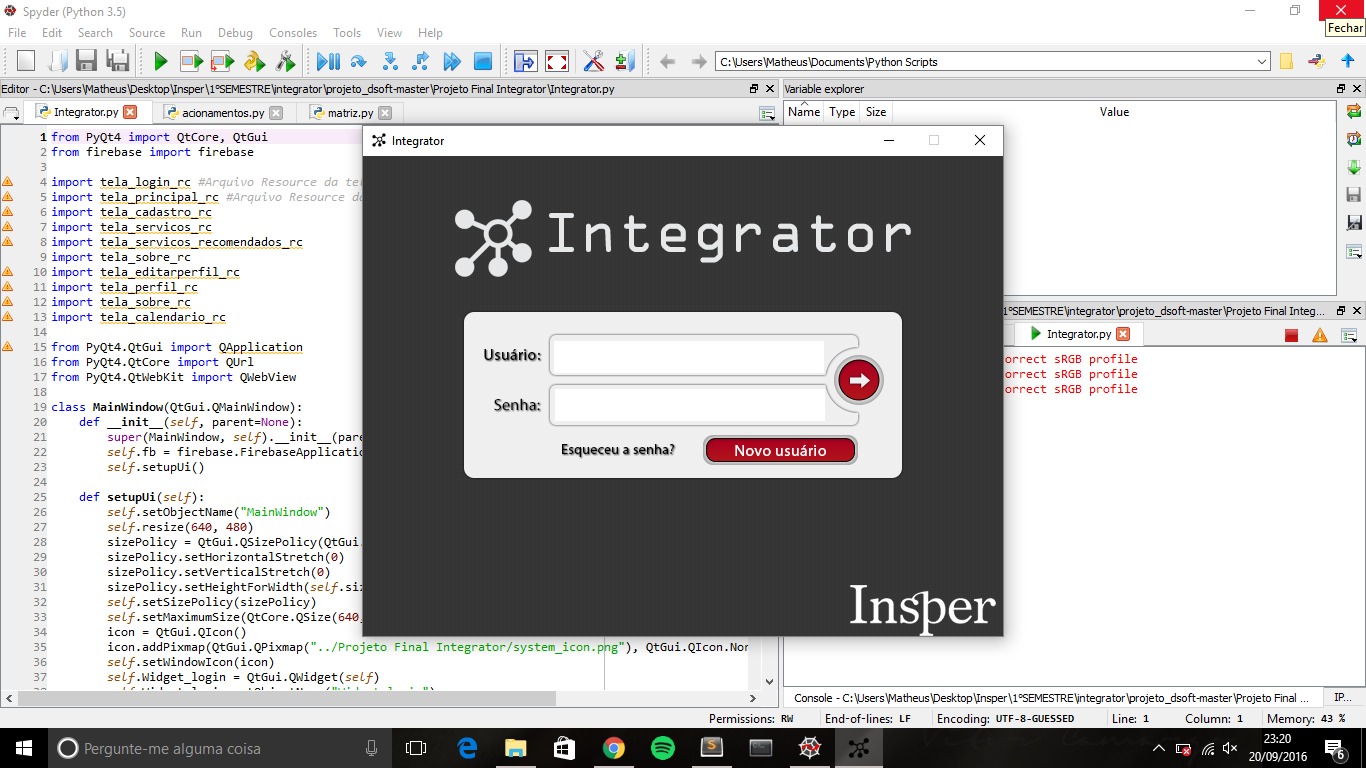 Spyder (Python 3.5)
Fechar
File Edit Search Source Run Debug Consoles Tools View Help
C:\Users\Matheus\Documents\Python Scripts
Editor - C:\Users\Matheus\Desktop\Insper\1°SEMESTRE\integrator\projeto_dsoft-master\Projeto Final Integrator\Integrator.py
Variable explorer
Integrator.py acionamentos.py matriz.py
Name Type Size Value
1 from PyQt4 import QtCore, QtGui
2 from firebase import firebase
3
4 import tela_login_rc #Arquivo Resource da te
5 import tela_principal_rc #Arquivo Resource da
6 import tela_cadastro_rc
7 import tela_servicos_rc
8 import tela_servicos_recomendados_rc
9 import tela_sobre_rc
10 import tela_editarperfil_rc
11 import tela_perfil_rc
12 import tela_sobre_rc
13 import tela_calendario_rc
14
15 from PyQt4.QtGui import QApplication
16 from PyQt4.QtCore import QUrl
17 from PyQt4.QtWebKit import QWebView
18
19 class MainWindow(QtGui.QMainWindow):
20 def __init__(self, parent=None):
21 super(MainWindow, self).__init__(pare
22 self.fb = firebase.FirebaseApplication
23 self.setupUi()
24
25 def setupUi(self):
26 self.setObjectName("MainWindow")
27 self.resize(640, 480)
28 sizePolicy = QtGui.QSizePolicy(QtGui.
29 sizePolicy.setHorizontalStretch(0)
30 sizePolicy.setVerticalStretch(0)
31 sizePolicy.setHeightForWidth(self.siz
32 self.setSizePolicy(sizePolicy)
33 self.setMaximumSize(QtCore.QSize(640,
34 icon = QtGui.QIcon()
35 icon.addPixmap(QtGui.QPixmap("../Projeto Final Integrator/system_icon.png"), QtGui.QIcon.Nor
36 self.setWindowIcon(icon)
37 self.Widget_login = QtGui.QWidget(self)
Integrator
Integrator
Usuário:
Senha:
Esqueceu a senha? Novo usuário
Insper
1°SEMESTRE\integrator\projeto_dsoft-master\Projeto Final Integ...
Integrator.py
orrect sRGB profile
orrect sRGB profile
orrect sRGB profile
Console - C:\Users\Matheus\Desktop\Insper\1°SEMESTRE\integrator\projeto_dsoft-master\Projeto Final ... IP...
Permissions: RW End-of-lines: LF Encoding: UTF-8-GUESSED Line: 1 Column: 1 Memory: 43 %
Pergunte-me alguma coisa
23:20
20/09/2016
6